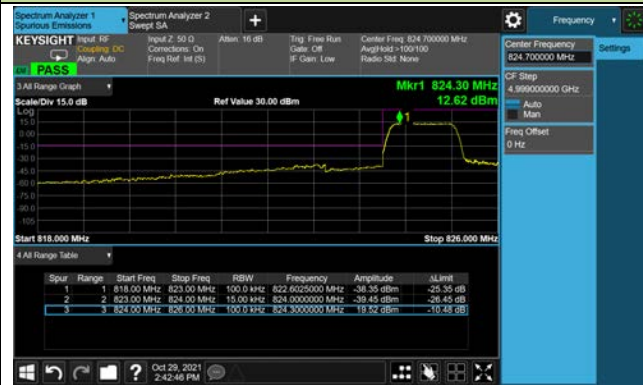 Spectrum Analyzer 1
Spurious Emissions
Spectrum Analyzer 2
Swept SA
+
Frequency
KEYSIGHT
Input: RF
Coupling: DC
Align: Auto
Input Z: 50 Ω
Corrections: On
Freq Ref: Int (S)
Atten: 16 dB
Trig: Free Run
Gate: Off
IF Gain: Low
Center Freq: 824.700000 MHz
Avg|Hold:>100/100
Radio Std: None
PASS
Center Frequency
824.700000 MHz
Settings
CF Step
4.999000000 GHz
Auto
Man
Freq Offset
0 Hz
3 All Range Graph
Mkr1 824.30 MHz
Scale/Div 15.0 dB
Ref Value 30.00 dBm
12.62 dBm
Log
1
15.0
0.00
-15.0
-30.0
-45.0
-60.0
-75.0
-90.0
-105
Start 818.000 MHz
Stop 826.000 MHz
4 All Range Table
Spur Range Start Freq Stop Freq RBW Frequency Amplitude ΔLimit
1 1 818.00 MHz 823.00 MHz 100.0 kHz 822.6025000 MHz -38.35 dBm -25.35 dB
2 2 823.00 MHz 824.00 MHz 15.00 kHz 824.0000000 MHz -39.45 dBm -26.45 dB
3 3 824.00 MHz 826.00 MHz 100.0 kHz 824.3000000 MHz 19.52 dBm -10.48 dB
?
Oct 29, 2021
2:42:46 PM